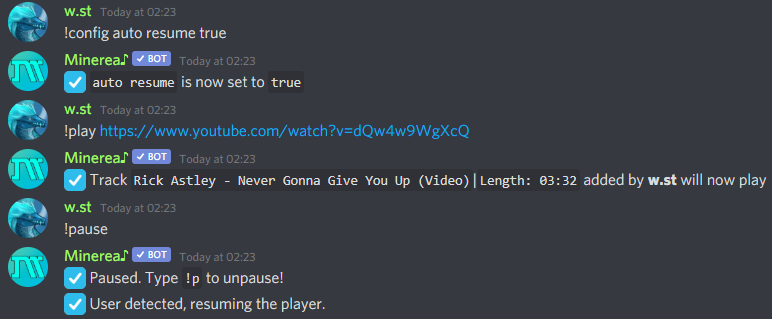 w.st Today at 02:23
!config auto resume true
Minerea♪ ✓ BOT Today at 02:23
auto resume is now set to true
w.st Today at 02:23
!play https://www.youtube.com/watch?v=dQw4w9WgXcQ
Minerea♪ ✓ BOT Today at 02:23
Track Rick Astley - Never Gonna Give You Up (Video)|Length: 03:32 added by w.st will now play
w.st Today at 02:23
!pause
Minerea♪ ✓ BOT Today at 02:23
Paused. Type !p to unpause!
User detected, resuming the player.